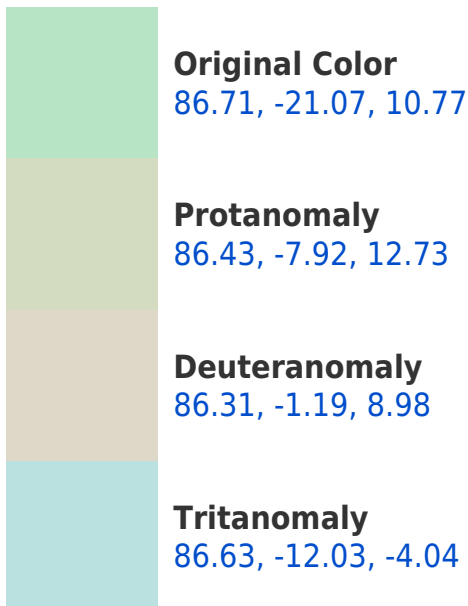 Original Color
86.71, -21.07, 10.77
Protanomaly
86.43, -7.92, 12.73
Deuteranomaly
86.31, -1.19, 8.98
Tritanomaly
86.63, -12.03, -4.04